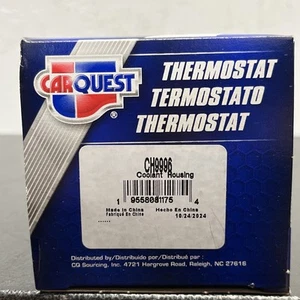 CARQUEST
®
THERMOSTAT
TERMOSTATO
THERMOSTAT
CH9996
Coolant Housing
1 9558081175 4
Made in China Hecho En China
Fabriqué En Chine 10/24/2024
Distributed by/Distribuido por/Distribué par:
CQ Sourcing, Inc. 4721 Hargrove Road, Raleigh, NC 27616